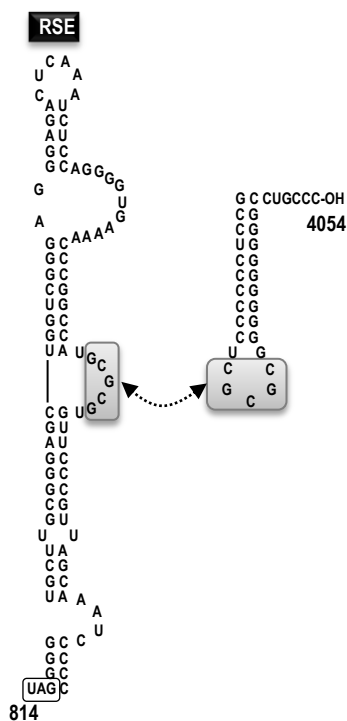 RSE
C A
U A
C A
A U
G C
A U
G C
G C A G G G G
G U
G G
A A
G C A A A A
G C
G C
U G
C G
G C
G C
U A U G
C
G
C
C G U G
G U
A U
G C
G C
G C
C G
G U
U U
U A
C G
G C
U A A
A
U
G C C
G C
G C
UAG C
814
G C CUGCCC-OH
4054
C G
C G
C G
U G
C G
C G
C G
C G
C G
U G
C C
G G
C